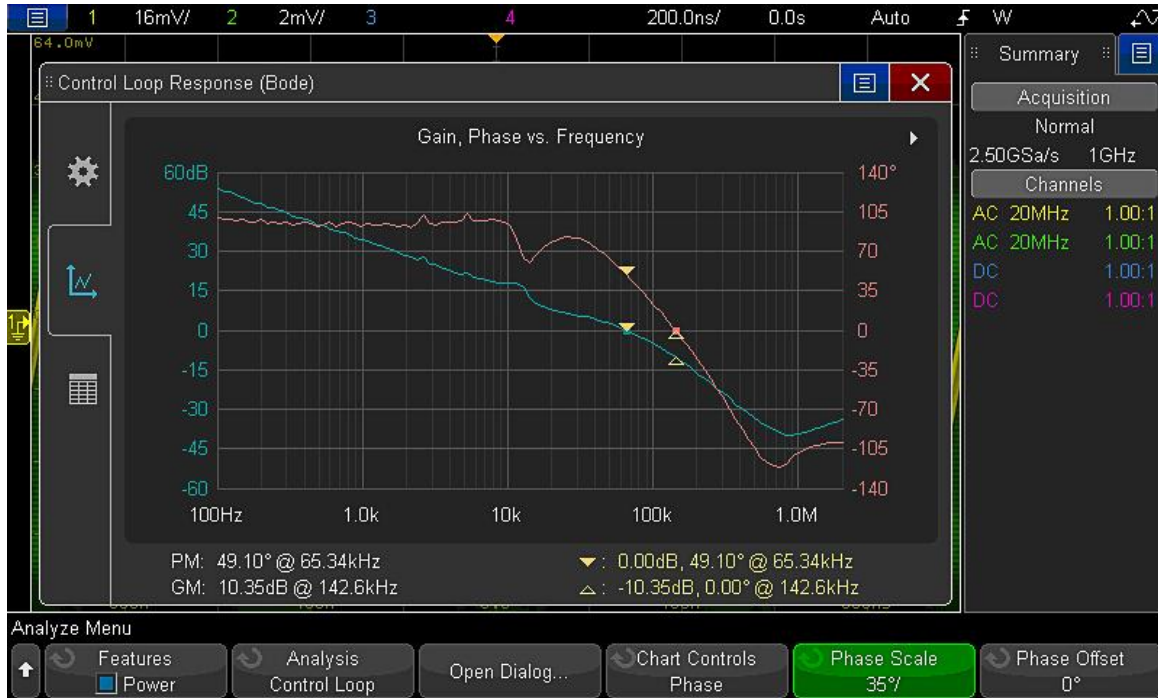 1 16mV/ 2 2mV/ 3 4 200.0ns/ 0.0s Auto W
64.0mV
Control Loop Response (Bode)
Gain, Phase vs. Frequency
60dB 140°
45 105
30 70
15 35
0 0
-15 -35
-30 -70
-45 -105
-60 -140
100Hz 1.0k 10k 100k 1.0M
PM: 49.10° @ 65.34kHz
GM: 10.35dB @ 142.6kHz
: 0.00dB, 49.10° @ 65.34kHz
: -10.35dB, 0.00° @ 142.6kHz
Summary
Acquisition
Normal
2.50GSa/s 1GHz
Channels
AC 20MHz 1.00:1
AC 20MHz 1.00:1
DC 1.00:1
DC 1.00:1
Analyze Menu
Features
Power
Analysis
Control Loop
Open Dialog...
Chart Controls
Phase
Phase Scale
35°/
Phase Offset
0°